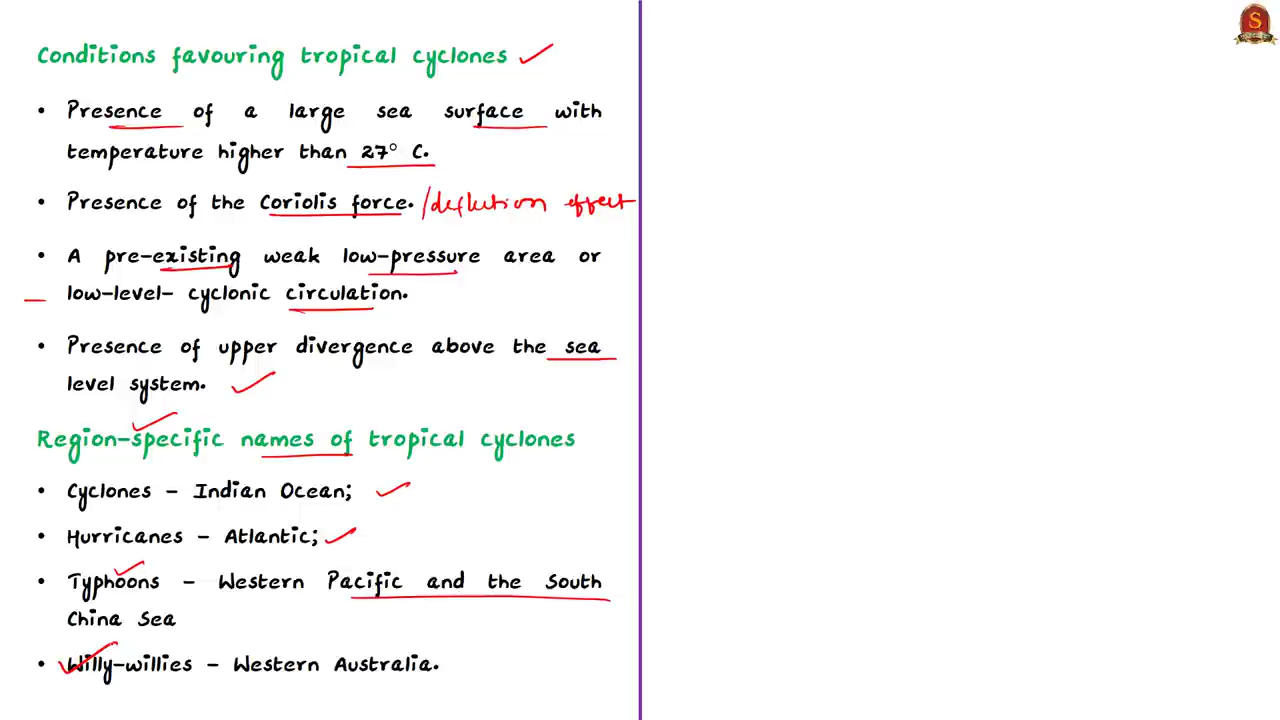 Conditions favouring tropical cyclones
• Presence of a large sea surface with
temperature higher than 27° C.
• Presence of the Coriolis force. /deflection effect
• A pre-existing weak low-pressure area or
low-level- cyclonic circulation.
• Presence of upper divergence above the sea
level system.
Region-specific names of tropical cyclones
• Cyclones - Indian Ocean;
• Hurricanes - Atlantic;
• Typhoons - Western Pacific and the South
China Sea
• Willy-willies - Western Australia.
S